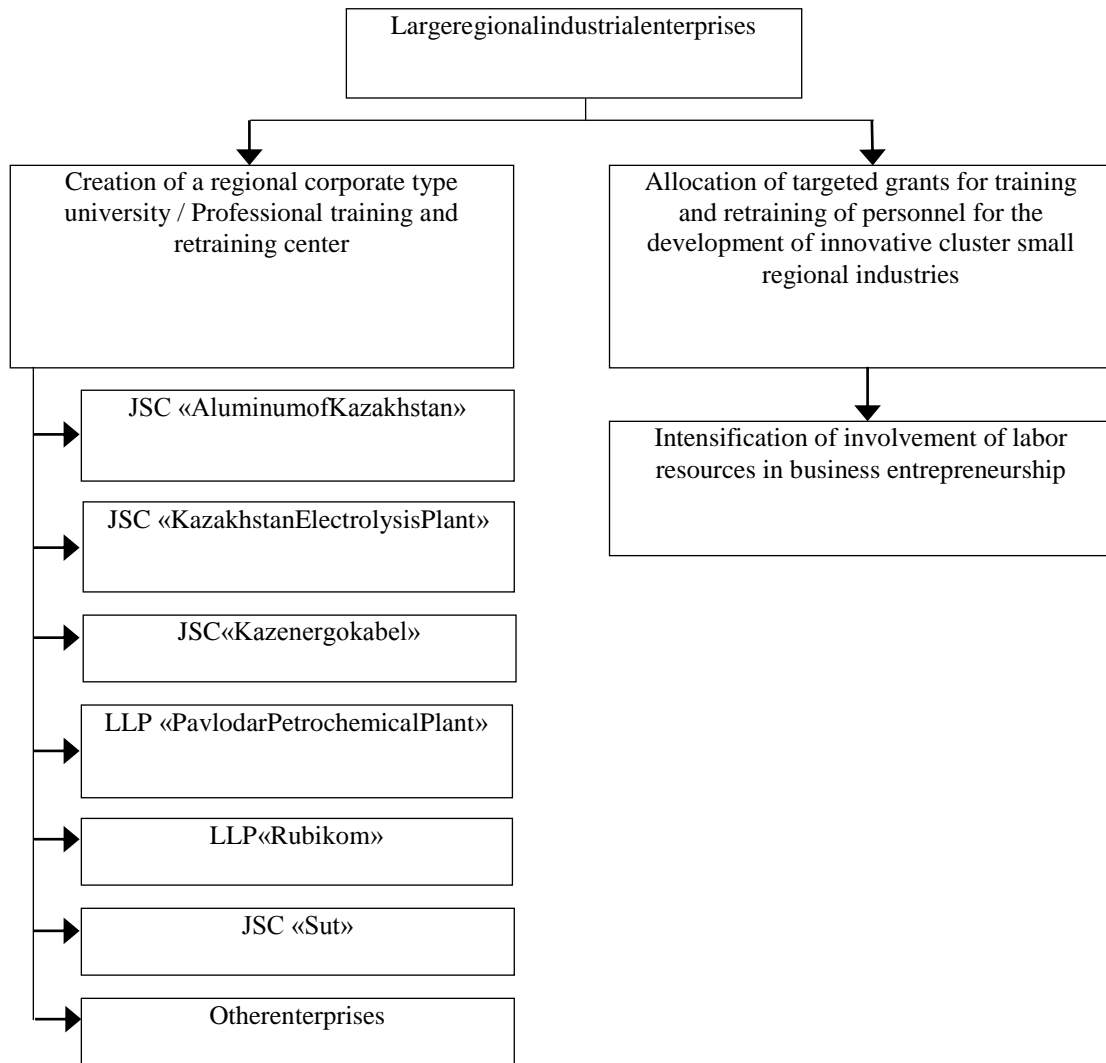 Largeregionalindustrialenterprises
Creation of a regional corporate type
university / Professional training and
retraining center
Allocation of targeted grants for training
and retraining of personnel for the
development of innovative cluster small
regional industries
JSC «AluminumofKazakhstan»
JSC «KazakhstanElectrolysisPlant»
JSC«Kazenergokabel»
LLP «PavlodarPetrochemicalPlant»
LLP«Rubikom»
JSC «Sut»
Otherenterprises
Intensification of involvement of labor
resources in business entrepreneurship